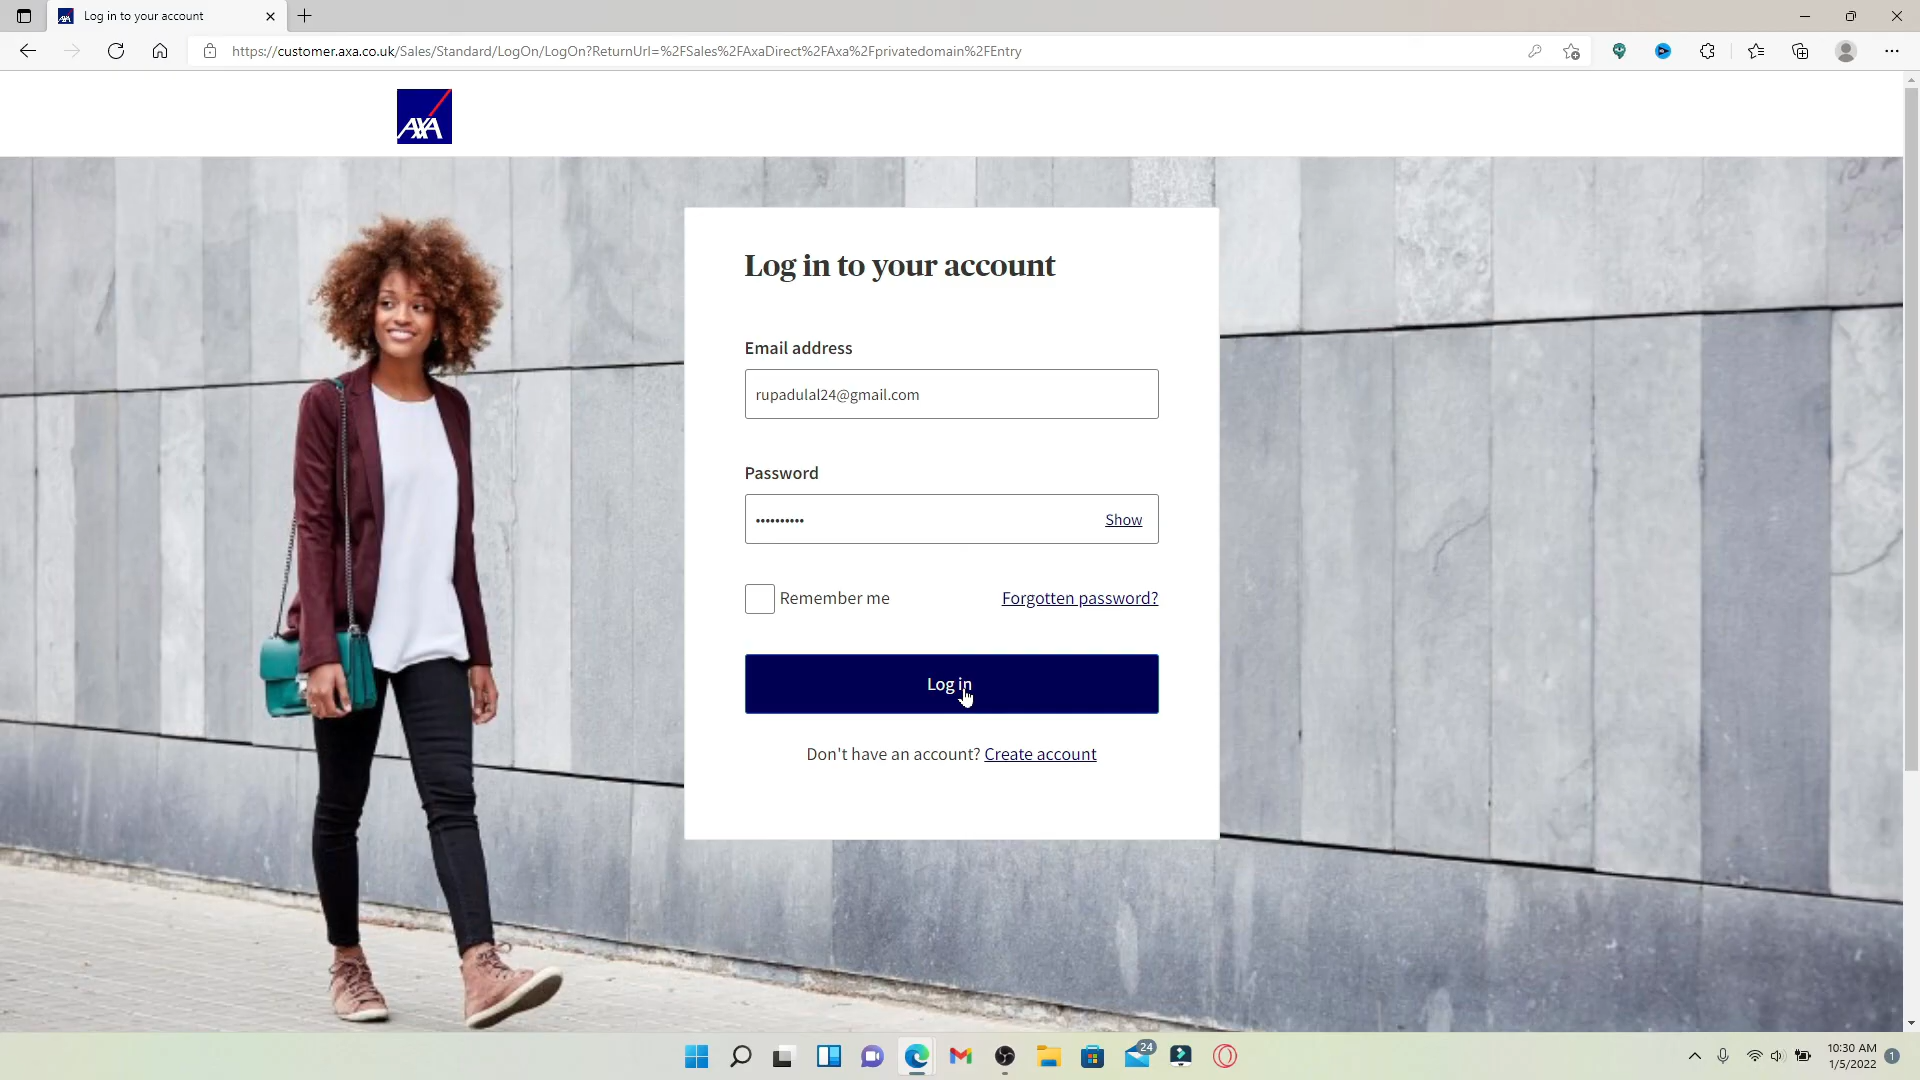 Log in to your account
https://customer.axa.co.uk/Sales/Standard/LogOn/LogOn?ReturnUrl=%2FSales%2FAxaDirect%2FAxa%2Fprivatedomain%2FEntry
AXA
Log in to your account
Email address
rupadulal24@gmail.com
Password
••••••••••
Show
Remember me
Forgotten password?
Log in
Don't have an account? Create account
24
10:30 AM
1/5/2022
1